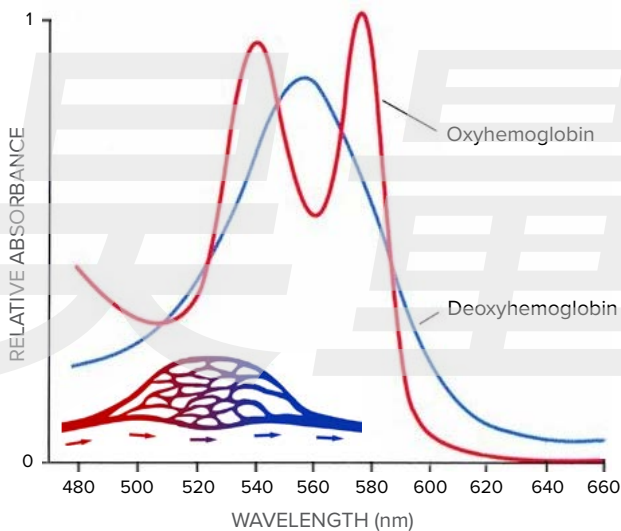 1
Oxyhemoglobin
Deoxyhemoglobin
RELATIVE ABSORBANCE
0
480 500 520 540 560 580 600 620 640 660
WAVELENGTH (nm)